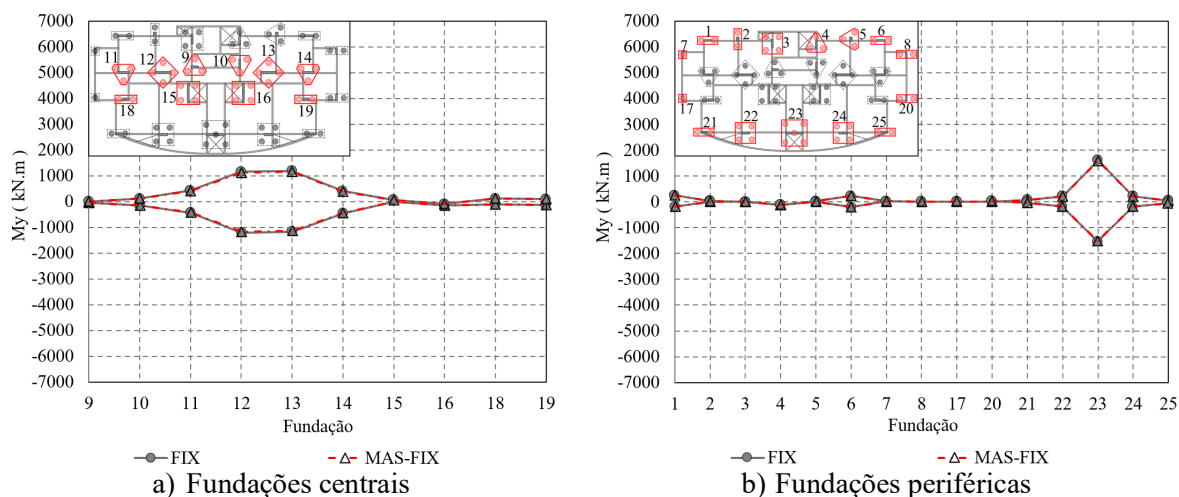 7000
6000
5000
4000
3000
2000
1000
0
-1000
-2000
-3000
-4000
-5000
-6000
-7000
My ( kN.m )
11 12 9 10 13 14
18 15 16 19
9 10 11 12 13 14 15 16 18 19
Fundação
FIX MAS-FIX
a) Fundações centrais
7000
6000
5000
4000
3000
2000
1000
0
-1000
-2000
-3000
-4000
-5000
-6000
-7000
My ( kN.m )
1 2 3 4 5 6
7 8
17 20
21 22 23 24 25
1 2 3 4 5 6 7 8 17 20 21 22 23 24 25
Fundação
FIX MAS-FIX
b) Fundações periféricas